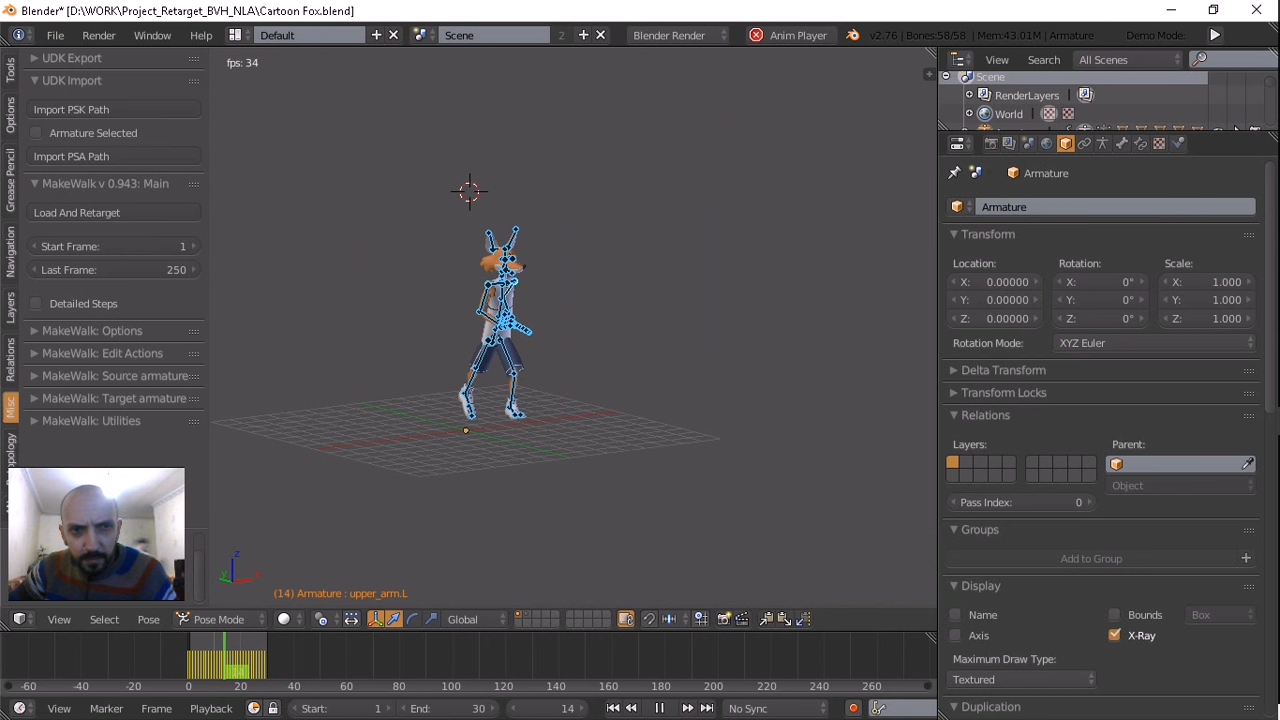 Blender* [D:\WORK\Project_Retarget_BVH_NLA\Cartoon Fox.blend]
File Render Window Help Default Scene 2 Blender Render Anim Player v2.76 | Bones:58/58 | Mem:43.01M | Armature Demo Mode:
fps: 34
Tools
Options
Grease Pencil
Navigation
Layers
Relations
Misc
UDK Export
UDK Import
Import PSK Path
Armature Selected
Import PSA Path
MakeWalk v 0.943: Main
Load And Retarget
Start Frame: 1
Last Frame: 250
Detailed Steps
MakeWalk: Options
MakeWalk: Edit Actions
MakeWalk: Source armature
MakeWalk: Target armature
MakeWalk: Utilities
z
y
x
(14) Armature : upper_arm.L
View Select Pose Pose Mode Global
14
-60 -40 -20 0 20 40 60 80 100 120 140 160 180 200 220 240 260
View Marker Frame Playback Start: 1 End: 30 14 No Sync
View Search All Scenes
Scene
RenderLayers |
World
Armature
Armature
Transform
Location: Rotation: Scale:
X: 0.00000 X: 0° X: 1.000
Y: 0.00000 Y: 0° Y: 1.000
Z: 0.00000 Z: 0° Z: 1.000
Rotation Mode: XYZ Euler
Delta Transform
Transform Locks
Relations
Layers: Parent:
Object
Pass Index: 0
Groups
Add to Group
Display
Name Bounds Box
Axis X-Ray
Maximum Draw Type:
Textured
Duplication